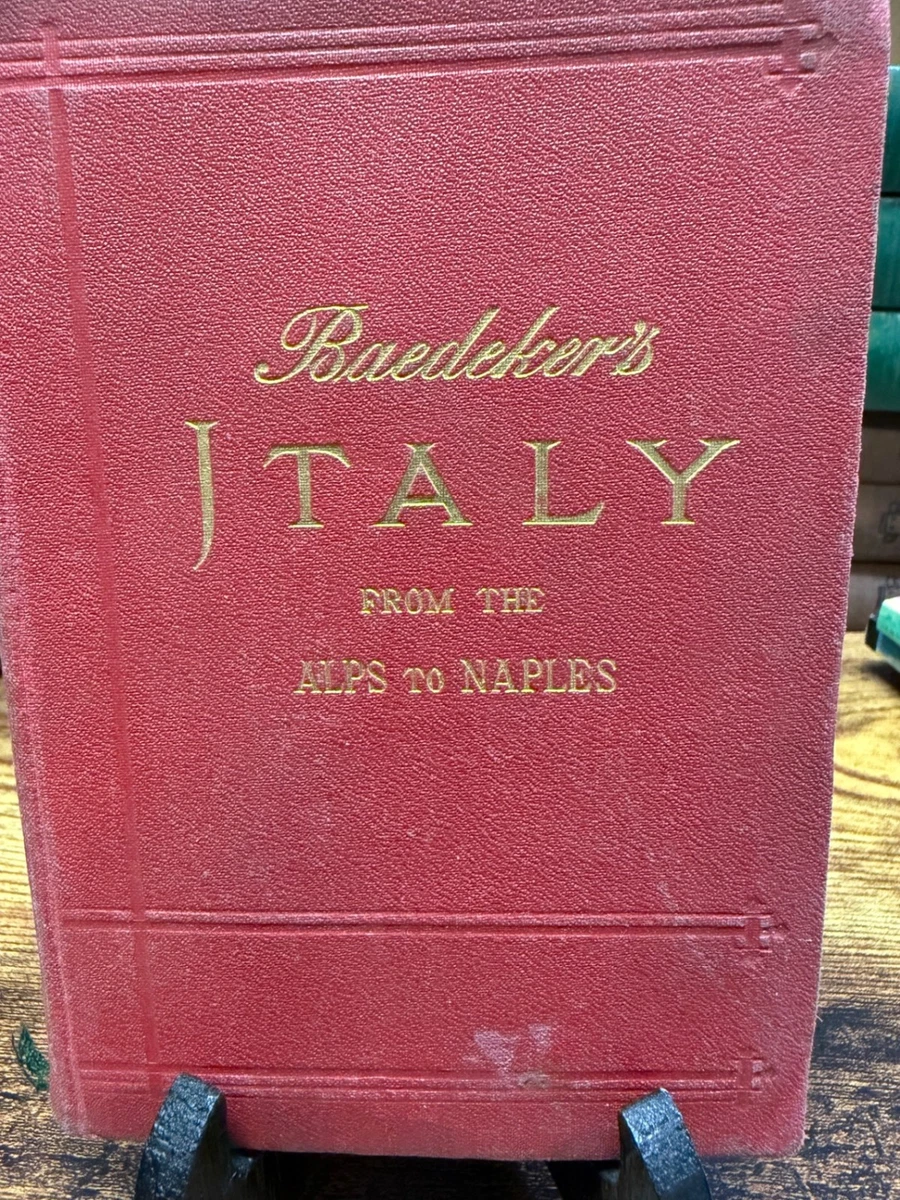 Baedeker's
ITALY
FROM THE
ALPS TO NAPLES